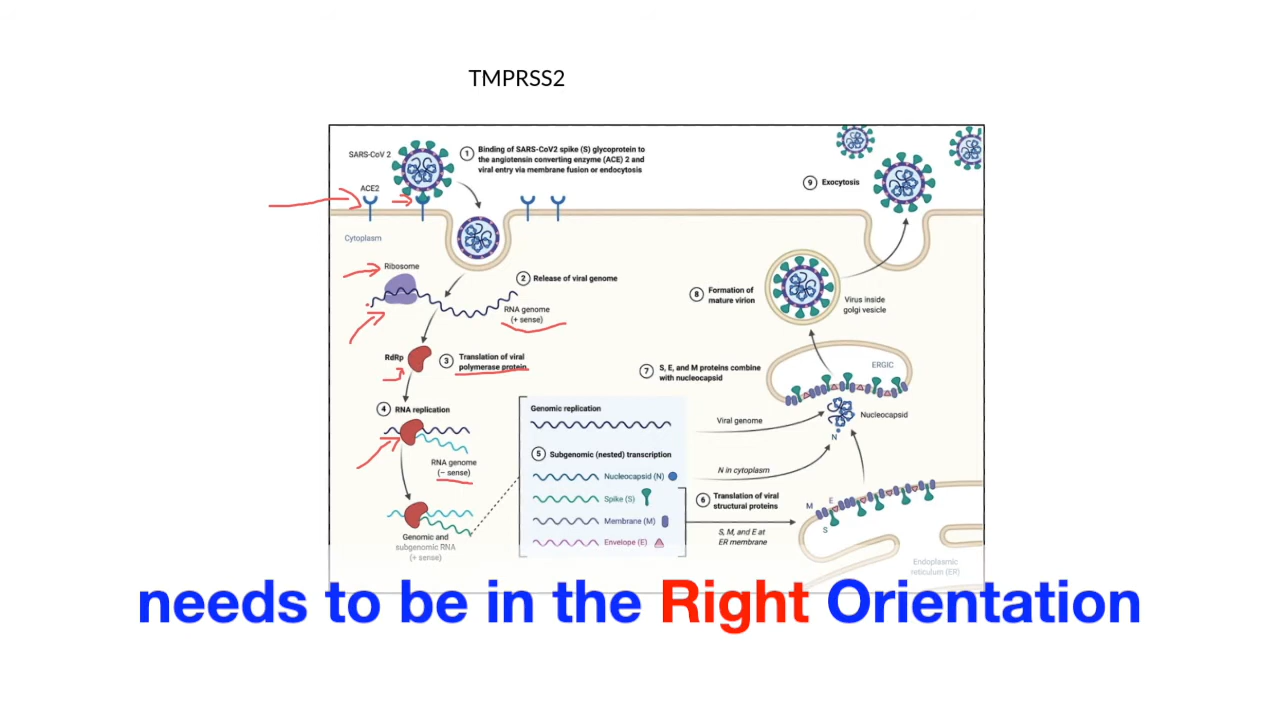 TMPRSS2
SARS-CoV 2
1 Binding of SARS-CoV2 spike (S) glycoprotein to
the angiotensin converting enzyme (ACE) 2 and
viral entry via membrane fusion or endocytosis
ACE2
9 Exocytosis
Cytoplasm
Ribosome
2 Release of viral genome
RNA genome
(+ sense)
8 Formation of
mature virion
Virus inside
golgi vesicle
RdRp
3 Translation of viral
polymerase protein
7 S, E, and M proteins combine
with nucleocapsid
ERGIC
4 RNA replication
Genomic replication
Viral genome
Nucleocapsid
N
RNA genome
(– sense)
5 Subgenomic (nested) transcription
N in cytoplasm
Nucleocapsid (N)
Spike (S)
6 Translation of viral
structural proteins
M
E
S
Membrane (M)
S, M, and E at
ER membrane
Envelope (E)
Genomic and
subgenomic RNA
(+ sense)
Endoplasmic
reticulum (ER)
needs to be in the Right Orientation